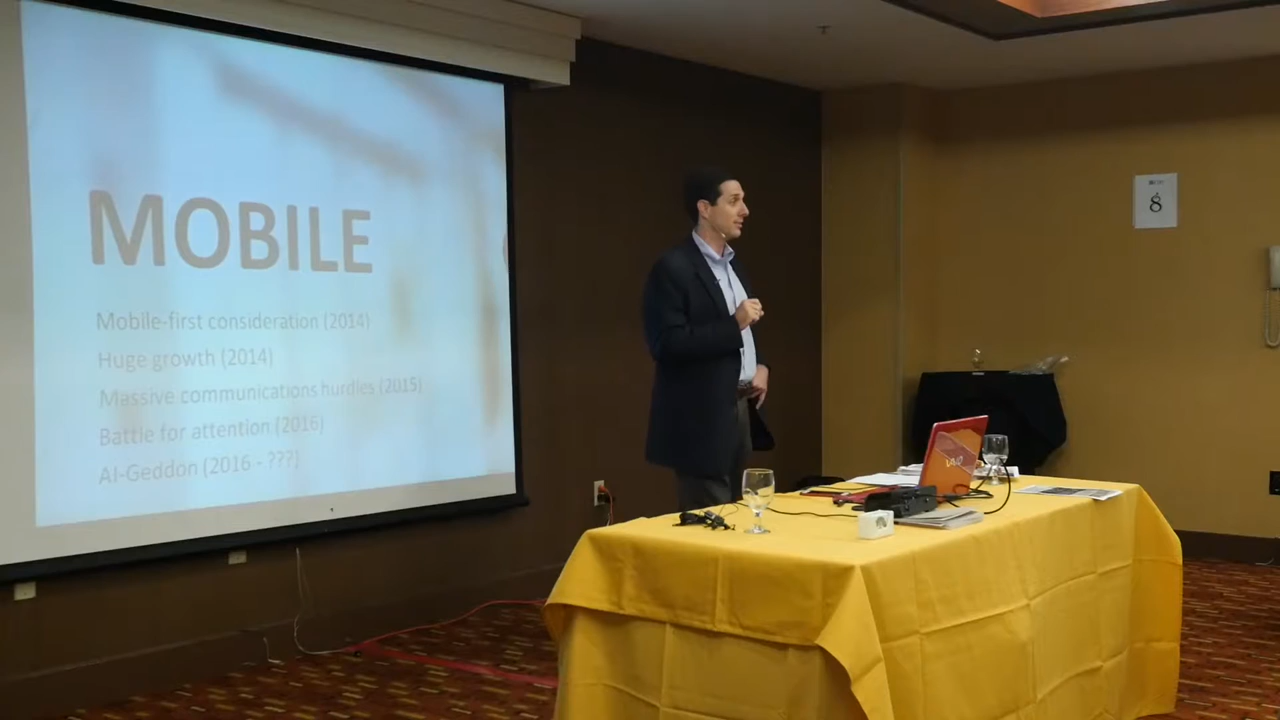 MOBILE
Mobile-first consideration (2014)
Huge growth (2014)
Massive communications hurdles (2015)
Battle for attention (2016)
AI-Geddon (2016 - ???)
8
VAIO